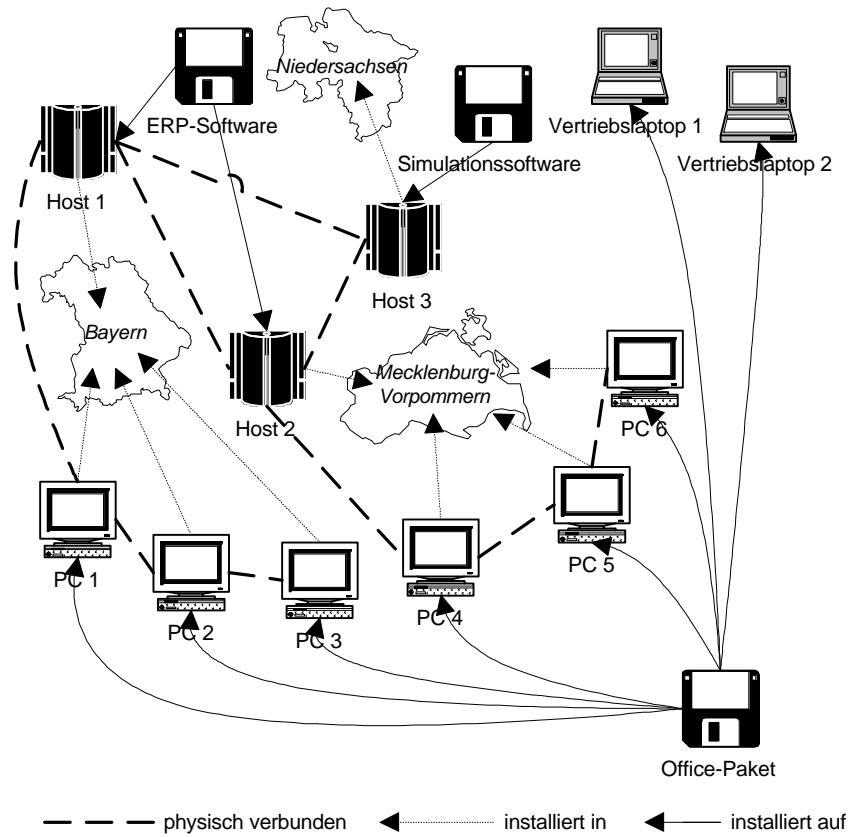 Niedersachsen
ERP-Software
Vertriebslaptop 1
Simulationssoftware
Vertriebslaptop 2
Host 1
Host 3
Bayern
Mecklenburg-
Vorpommern
Host 2
PC 6
PC 5
PC 1
PC 2
PC 3
PC 4
Office-Paket
physisch verbunden
installiert in
installiert auf